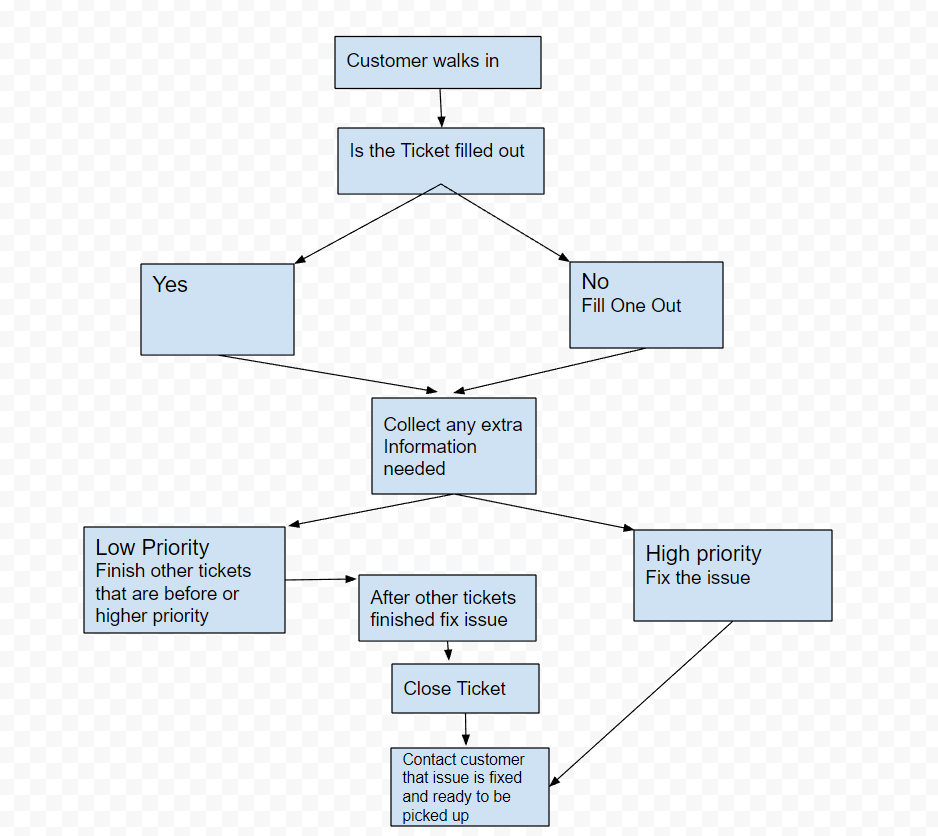 Customer walks in
Is the Ticket filled out
Yes
No
Fill One Out
Collect any extra
Information
needed
Low Priority
Finish other tickets
that are before or
higher priority
High priority
Fix the issue
After other tickets
finished fix issue
Close Ticket
Contact customer
that issue is fixed
and ready to be
picked up